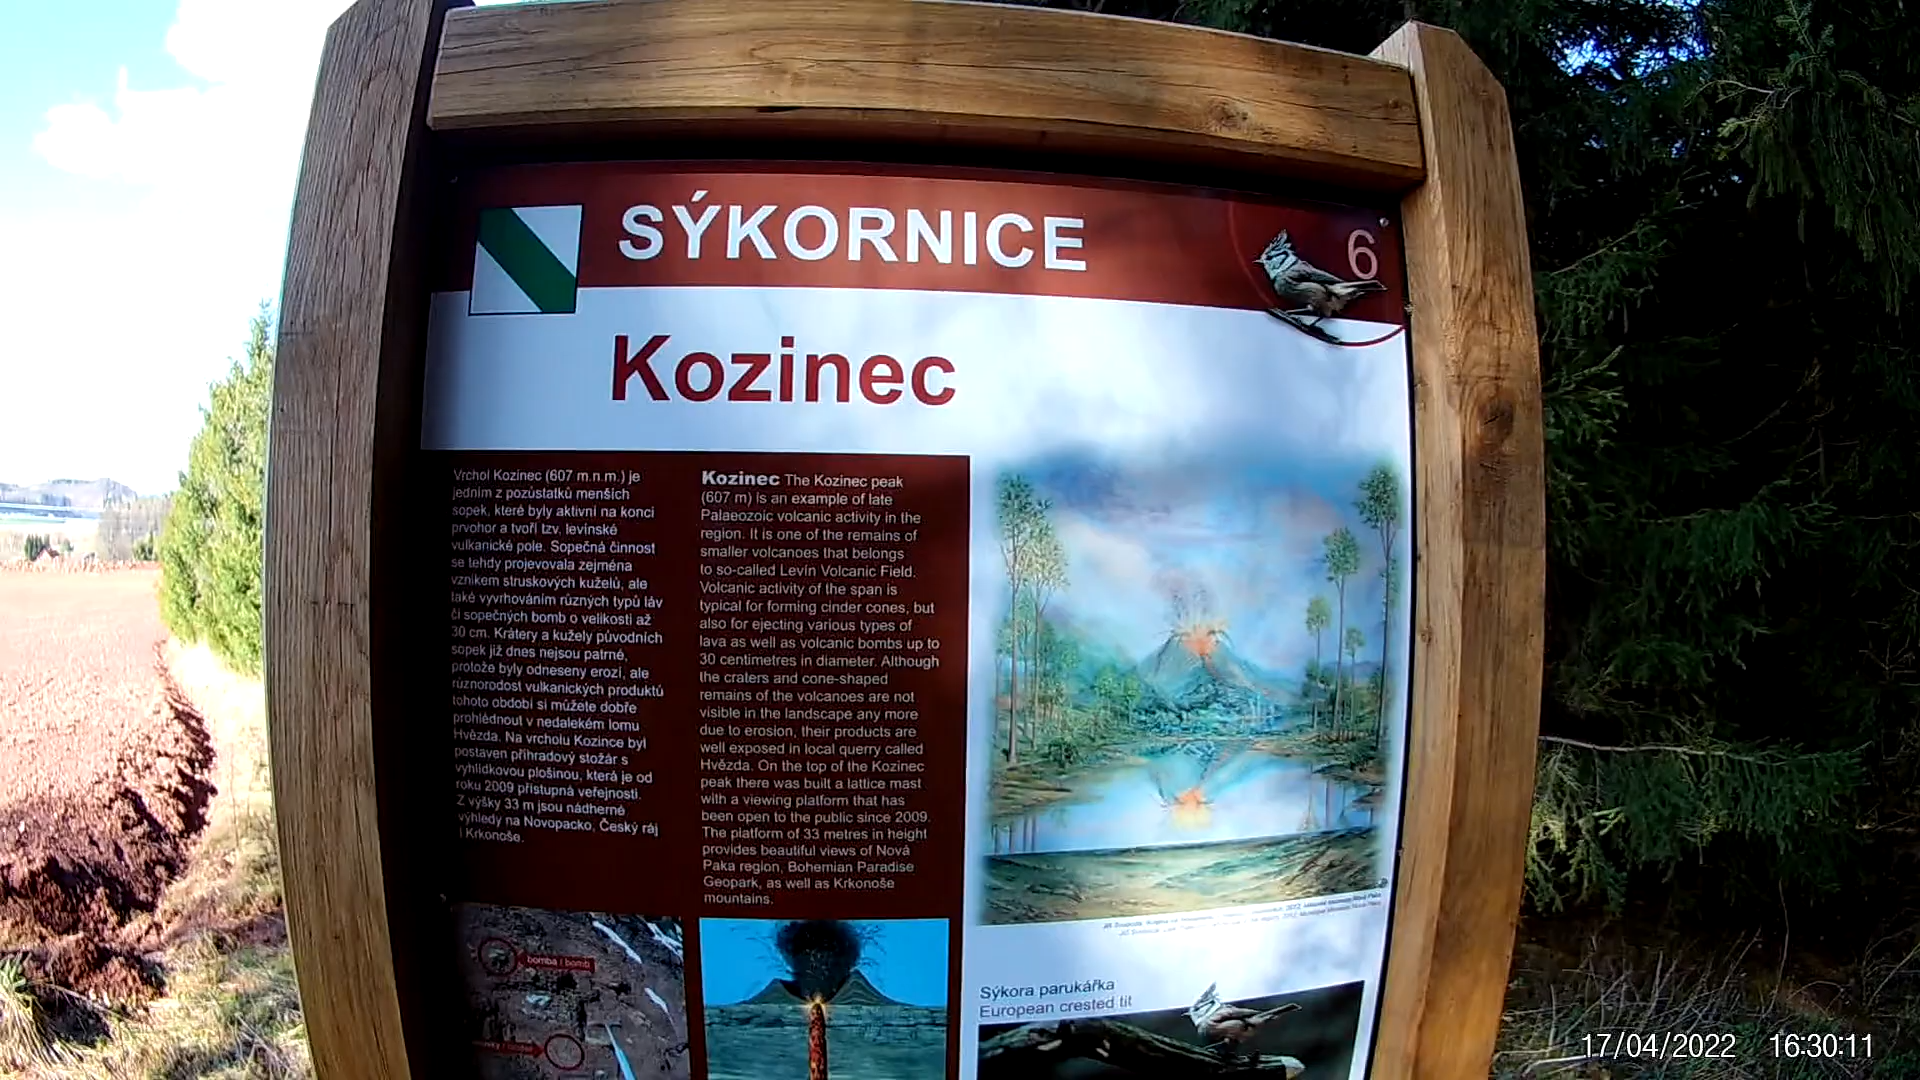 SÝKORNICE
6
Kozinec
Vrchol Kozinec (607 m.n.m.) je
jedním z pozůstatků menších
sopek, které byly aktivní na konci
prvohor a tvoří tzv. levínské
vulkanické pole. Sopečná činnost
se tehdy projevovala zejména
vznikem struskových kuželů, ale
také vyvrhováním různých typů láv
či sopečných bomb o velikosti až
30 cm. Krátery a kužely původních
sopek již dnes nejsou patrné,
protože byly odneseny erozí, ale
různorodost vulkanických produktů
tohoto období si můžete dobře
prohlédnout v nedalekém lomu
Hvězda. Na vrcholu Kozince byl
postaven příhradový stožár s
vyhlídkovou plošinou, která je od
roku 2009 přístupná veřejnosti.
Z výšky 33 m jsou nádherné
výhledy na Novopacko, Český ráj
i Krkonoše.
Kozinec The Kozinec peak
(607 m) is an example of late
Palaeozoic volcanic activity in the
region. It is one of the remains of
smaller volcanoes that belongs
to so-called Levín Volcanic Field.
Volcanic activity of the span is
typical for forming cinder cones, but
also for ejecting various types of
lava as well as volcanic bombs up to
30 centimetres in diameter. Although
the craters and cone-shaped
remains of the volcanoes are not
visible in the landscape any more
due to erosion, their products are
well exposed in local querry called
Hvězda. On the top of the Kozinec
peak there was built a lattice mast
with a viewing platform that has
been open to the public since 2009.
The platform of 33 metres in height
provides beautiful views of Nová
Paka region, Bohemian Paradise
Geopark, as well as Krkonoše
mountains.
bomba / bomb
Sýkora parukářka
European crested tit
17/04/2022 16:30:11